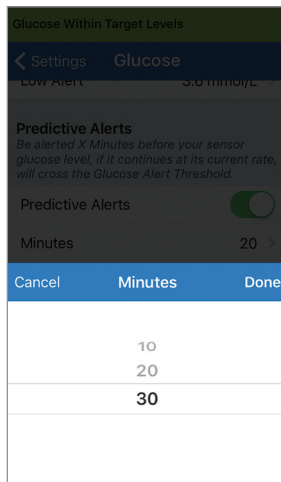 Glucose Within Target Levels
Settings Glucose
Low Alert 3.6 mmol/L
Predictive Alerts
Be alerted X Minutes before your sensor
glucose level, if it continues at its current rate,
will cross the Glucose Alert Threshold.
Predictive Alerts
Minutes 20
Cancel Minutes Done
10
20
30